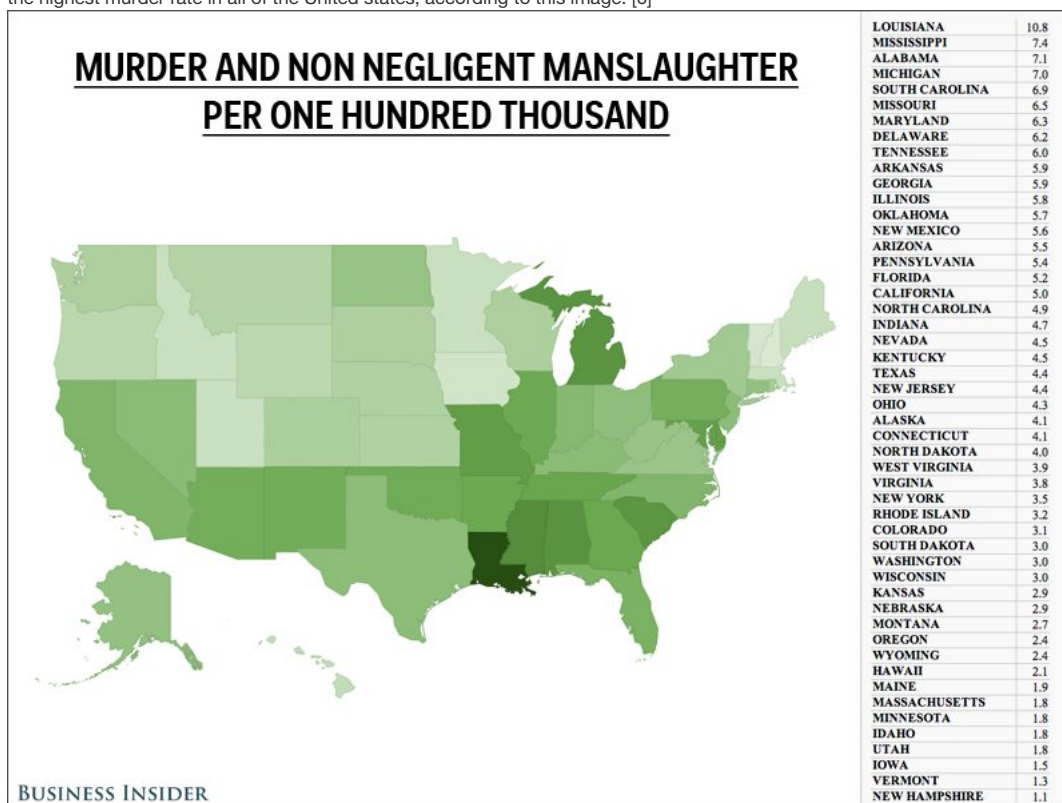 the highest murder rate in all of the United states, according to this image. [6]
MURDER AND NON NEGLIGENT MANSLAUGHTER
PER ONE HUNDRED THOUSAND
LOUISIANA 10.8
MISSISSIPPI 7.4
ALABAMA 7.1
MICHIGAN 7.0
SOUTH CAROLINA 6.9
MISSOURI 6.5
MARYLAND 6.3
DELAWARE 6.2
TENNESSEE 6.0
ARKANSAS 5.9
GEORGIA 5.9
ILLINOIS 5.8
OKLAHOMA 5.7
NEW MEXICO 5.6
ARIZONA 5.5
PENNSYLVANIA 5.4
FLORIDA 5.2
CALIFORNIA 5.0
NORTH CAROLINA 4.9
INDIANA 4.7
NEVADA 4.5
KENTUCKY 4.5
TEXAS 4.4
NEW JERSEY 4.4
OHIO 4.3
ALASKA 4.1
CONNECTICUT 4.1
NORTH DAKOTA 4.0
WEST VIRGINIA 3.9
VIRGINIA 3.8
NEW YORK 3.5
RHODE ISLAND 3.2
COLORADO 3.1
SOUTH DAKOTA 3.0
WASHINGTON 3.0
WISCONSIN 3.0
KANSAS 2.9
NEBRASKA 2.9
MONTANA 2.7
OREGON 2.4
WYOMING 2.4
HAWAII 2.1
MAINE 1.9
MASSACHUSETTS 1.8
MINNESOTA 1.8
IDAHO 1.8
UTAH 1.8
IOWA 1.5
VERMONT 1.3
NEW HAMPSHIRE 1.1
BUSINESS INSIDER